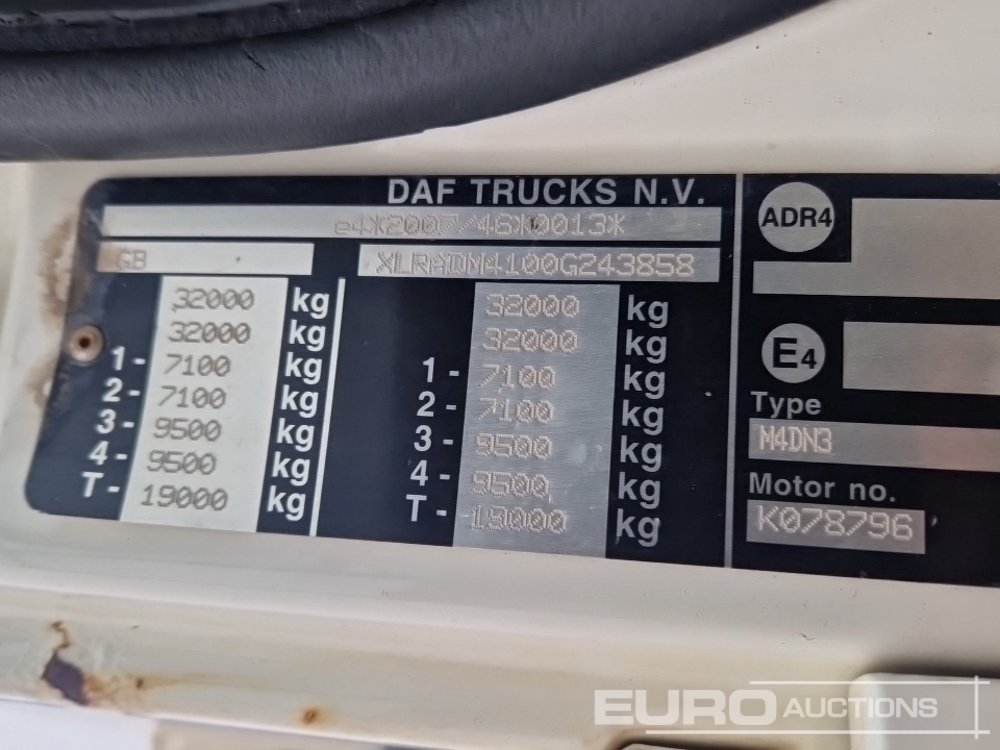 DAF TRUCKS N.V.
e4*2007/46*0013*
GB XLRADM4100G243858
32000 kg 32000 kg
32000 kg 32000 kg
1- 7100 kg 1- 7100 kg
2- 7100 kg 2- 7100 kg
3- 9500 kg 3- 9500 kg
4- 9500 kg 4- 9500 kg
T- 19000 kg T- 19000 kg
ADR4
E4
Type
M4DN3
Motor no.
K078796
EURO AUCTIONS